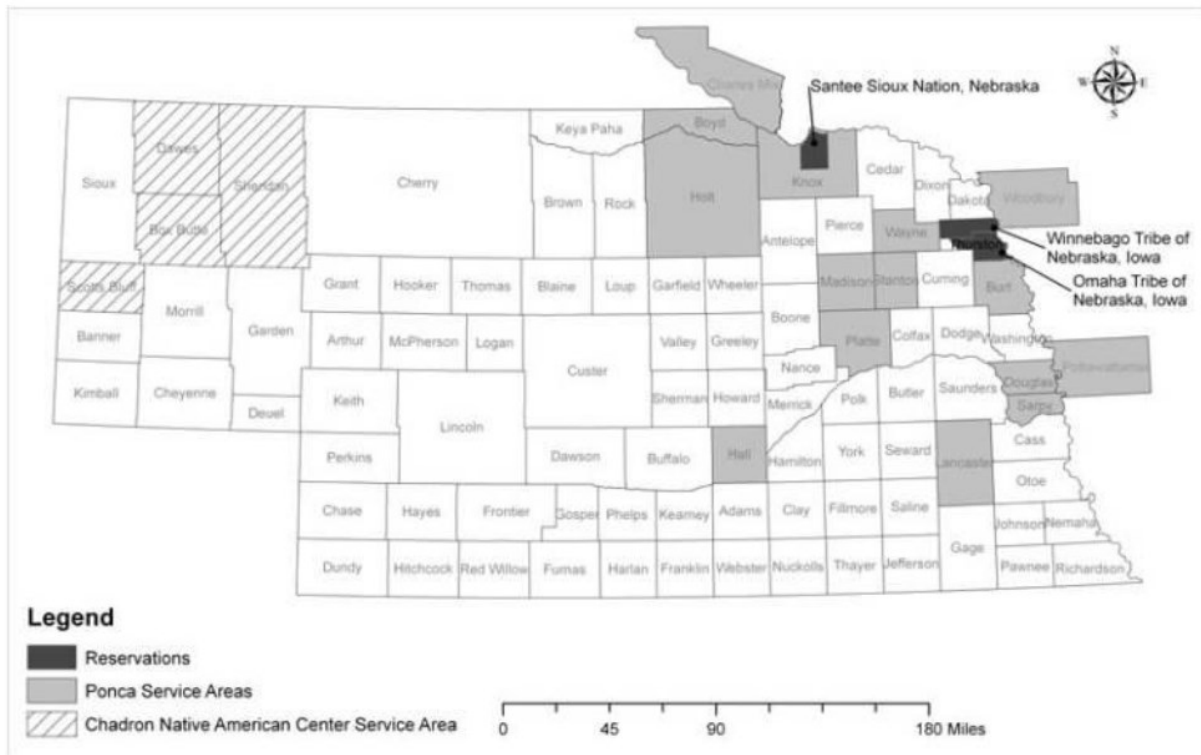 N
W E
S
Charles Mix
Santee Sioux Nation, Nebraska
Boyd
Keya Paha
Dawes
Sioux
Sheridan
Cherry
Brown
Rock
Holt
Knox
Cedar
Dixon
Dakota
Woodbury
Box Butte
Antelope
Pierce
Wayne
Thurston
Winnebago Tribe of
Nebraska, Iowa
Omaha Tribe of
Nebraska, Iowa
Scotts Bluff
Morrill
Garden
Grant
Hooker
Thomas
Blaine
Loup
Garfield
Wheeler
Madison
Stanton
Cuming
Burt
Banner
Arthur
McPherson
Logan
Custer
Valley
Greeley
Boone
Platte
Colfax
Dodge
Washington
Nance
Kimball
Cheyenne
Deuel
Keith
Lincoln
Sherman
Howard
Merrick
Polk
Butler
Saunders
Douglas
Pottawattamie
Sarpy
Perkins
Dawson
Buffalo
Hall
Hamilton
York
Seward
Lancaster
Cass
Otoe
Chase
Hayes
Frontier
Gosper
Phelps
Kearney
Adams
Clay
Fillmore
Saline
Gage
Johnson
Nemaha
Dundy
Hitchcock
Red Willow
Furnas
Harlan
Franklin
Webster
Nuckolls
Thayer
Jefferson
Pawnee
Richardson
Legend
Reservations
Ponca Service Areas
Chadron Native American Center Service Area
0 45 90 180 Miles